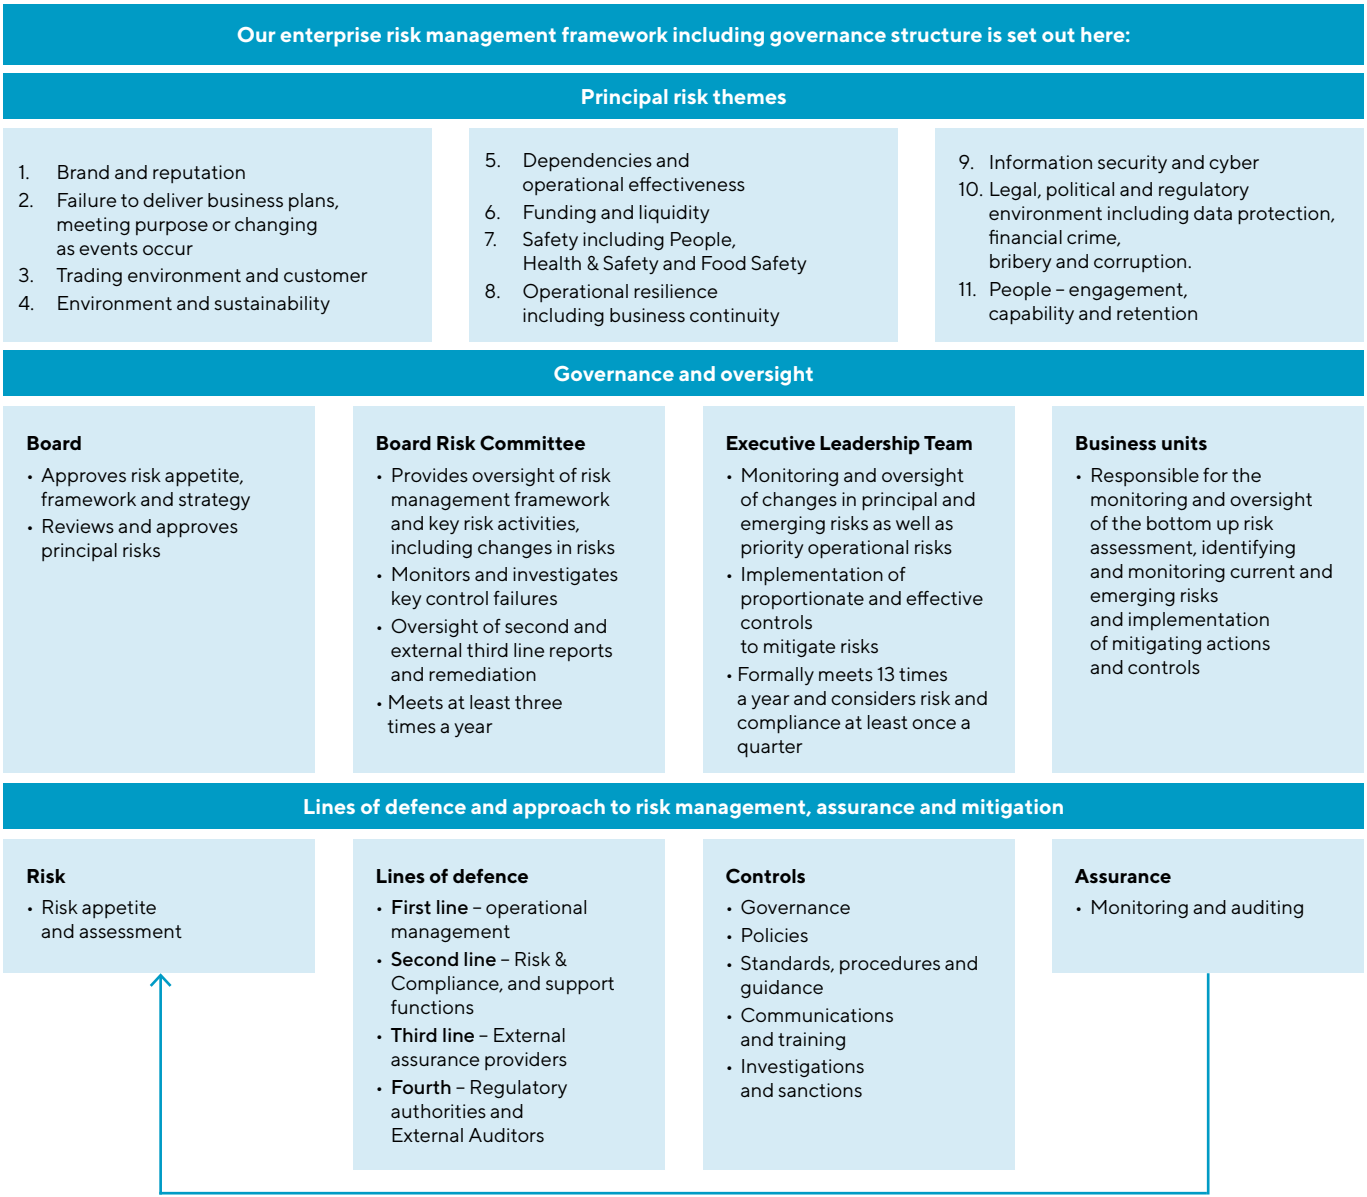 Our enterprise risk management framework including governance structure is set out here:
Principal risk themes
1. Brand and reputation
2. Failure to deliver business plans,
meeting purpose or changing
as events occur
3. Trading environment and customer
4. Environment and sustainability
5. Dependencies and
operational effectiveness
6. Funding and liquidity
7. Safety including People,
Health & Safety and Food Safety
8. Operational resilience
including business continuity
9. Information security and cyber
10. Legal, political and regulatory
environment including data protection,
financial crime,
bribery and corruption.
11. People – engagement,
capability and retention
Governance and oversight
Board
• Approves risk appetite,
framework and strategy
• Reviews and approves
principal risks
Board Risk Committee
• Provides oversight of risk
management framework
and key risk activities,
including changes in risks
• Monitors and investigates
key control failures
• Oversight of second and
external third line reports
and remediation
• Meets at least three
times a year
Executive Leadership Team
• Monitoring and oversight
of changes in principal and
emerging risks as well as
priority operational risks
• Implementation of
proportionate and effective
controls
to mitigate risks
• Formally meets 13 times
a year and considers risk and
compliance at least once a
quarter
Business units
• Responsible for the
monitoring and oversight
of the bottom up risk
assessment, identifying
and monitoring current and
emerging risks
and implementation
of mitigating actions
and controls
Lines of defence and approach to risk management, assurance and mitigation
Risk
• Risk appetite
and assessment
Lines of defence
• First line – operational
management
• Second line – Risk &
Compliance, and support
functions
• Third line – External
assurance providers
• Fourth – Regulatory
authorities and
External Auditors
Controls
• Governance
• Policies
• Standards, procedures and
guidance
• Communications
and training
• Investigations
and sanctions
Assurance
• Monitoring and auditing